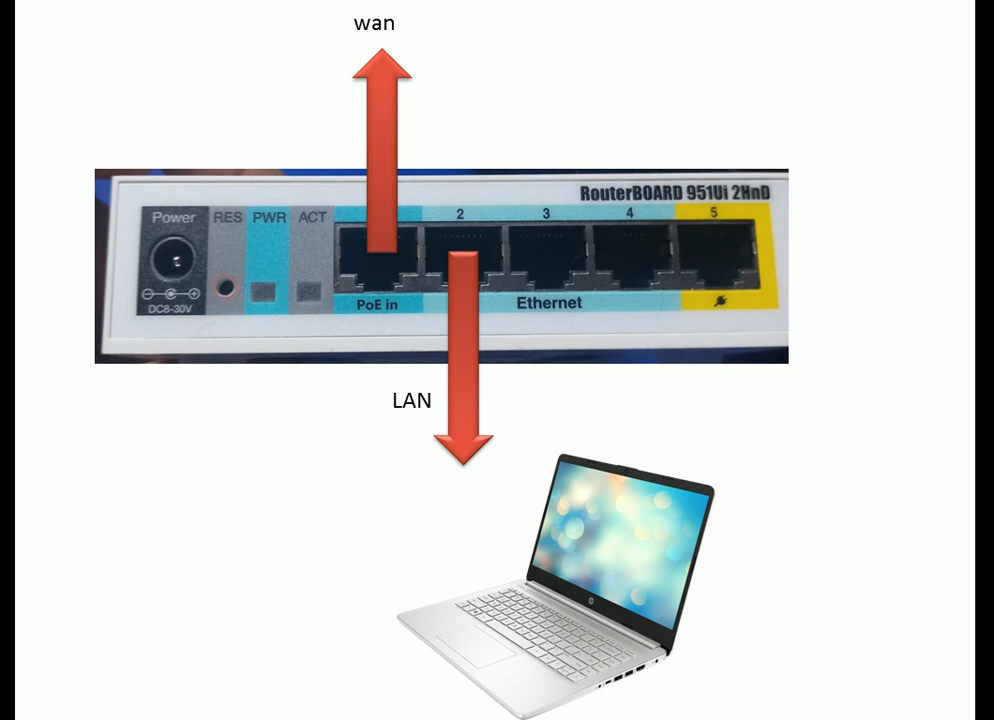 wan
RouterBOARD 951Ui 2HnD
Power RES PWR ACT 2 3 4 5
DC8-30V PoE in Ethernet
LAN